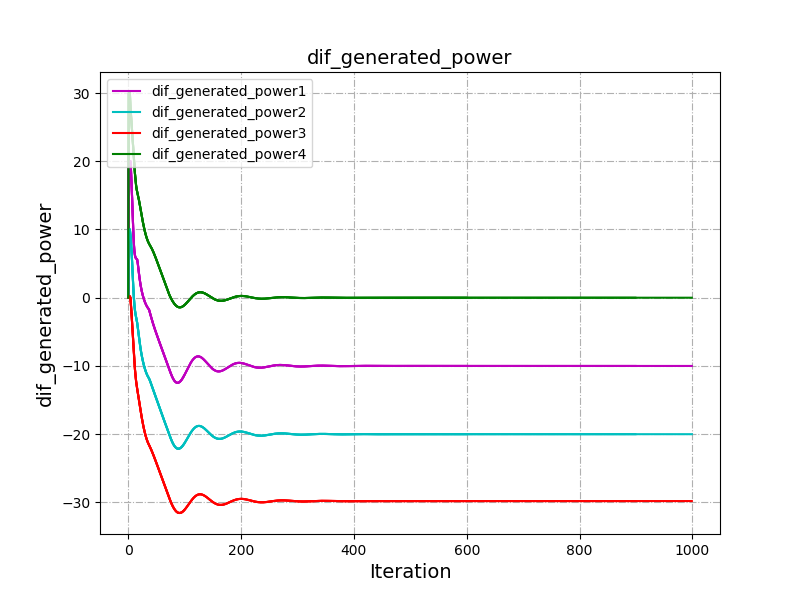 dif_generated_power
dif_generated_power1
dif_generated_power2
dif_generated_power3
dif_generated_power4
dif_generated_power
30
20
10
0
−10
−20
−30
0
200
400
600
800
1000
Iteration